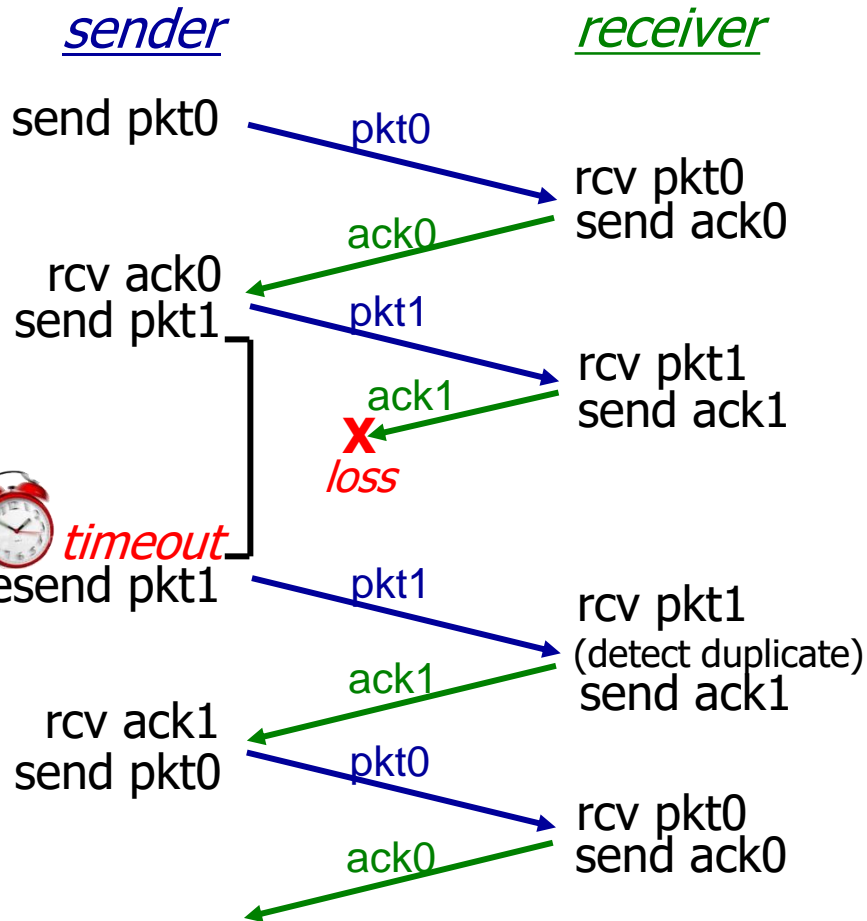 sender receiver
send pkt0
pkt0
rcv pkt0
send ack0
ack0
rcv ack0
send pkt1
pkt1
rcv pkt1
send ack1
ack1
X
loss
timeout
esend pkt1
pkt1
rcv pkt1
(detect duplicate)
send ack1
ack1
rcv ack1
send pkt0
pkt0
rcv pkt0
send ack0
ack0